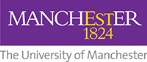 MANCHESTER
1824
The University of Manchester